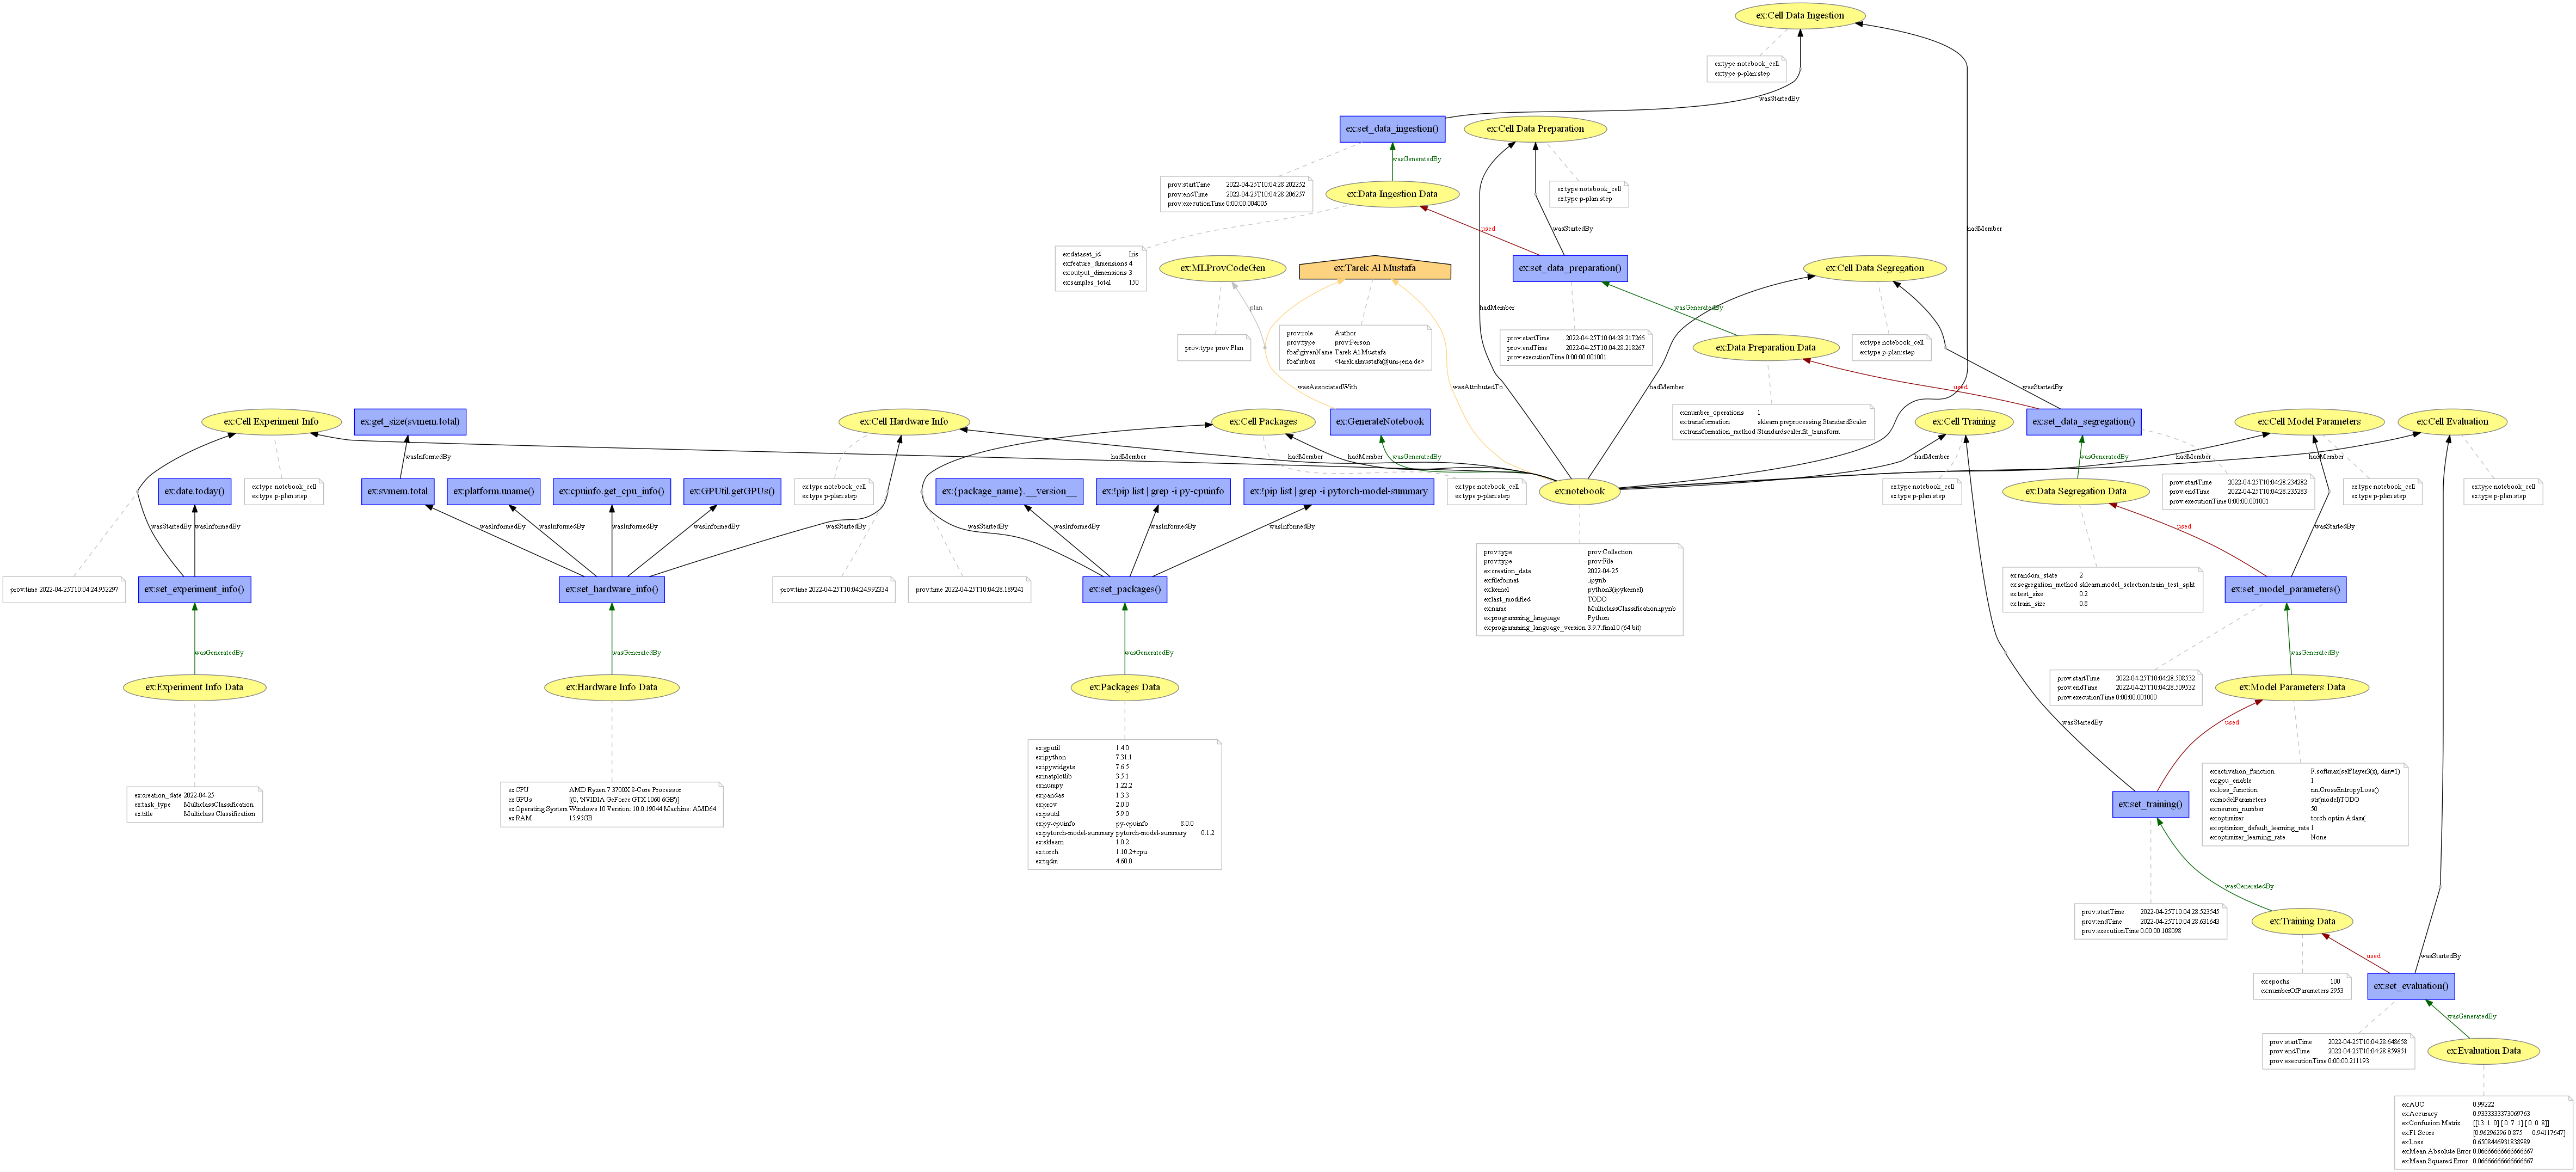 ex:Cell Data Ingestion
ex:type notebook_cell
ex:type p-plan:step
wasStartedBy
ex:set_data_ingestion()
ex:Cell Data Preparation
wasGeneratedBy
prov:startTime 2022-04-25T10:04:28.202252
prov:endTime 2022-04-25T10:04:28.206257
prov:executionTime 0:00:00.004005
ex:Data Ingestion Data
ex:type notebook_cell
ex:type p-plan:step
used
wasStartedBy
hadMember
ex:dataset_id Iris
ex:feature_dimensions 4
ex:output_dimensions 3
ex:samples_total 150
ex:MLProvCodeGen
ex:Tarek Al Mustafa
ex:set_data_preparation()
ex:Cell Data Segregation
plan
hadMember
wasGeneratedBy
prov:type prov:Plan
prov:role Author
prov:type prov:Person
foaf:givenName Tarek Al Mustafa
foaf:mbox <tarek.almustafa@uni-jena.de>
prov:startTime 2022-04-25T10:04:28.217266
prov:endTime 2022-04-25T10:04:28.218267
prov:executionTime 0:00:00.001001
ex:Data Preparation Data
ex:type notebook_cell
ex:type p-plan:step
wasAssociatedWith
wasAttributedTo
hadMember
used
wasStartedBy
ex:number_operations 1
ex:transformation sklearn.preprocessing.StandardScaler
ex:transformation_method Standardscaler.fit_transform
ex:Cell Experiment Info
ex:get_size(svmem.total)
ex:Cell Hardware Info
ex:Cell Packages
ex:GenerateNotebook
ex:Cell Training
ex:set_data_segregation()
ex:Cell Model Parameters
ex:Cell Evaluation
wasInformedBy
hadMember
hadMember
hadMember
wasGeneratedBy
hadMember
wasGeneratedBy
hadMember
hadMember
ex:date.today()
ex:type notebook_cell
ex:type p-plan:step
ex:svmem.total
ex:platform.uname()
ex:cpuinfo.get_cpu_info()
ex:GPUtil.getGPUs()
ex:type notebook_cell
ex:type p-plan:step
ex:{package_name}.__version__
ex:!pip list | grep -i py-cpuinfo
ex:!pip list | grep -i pytorch-model-summary
ex:type notebook_cell
ex:type p-plan:step
ex:notebook
ex:type notebook_cell
ex:type p-plan:step
ex:Data Segregation Data
prov:startTime 2022-04-25T10:04:28.234282
prov:endTime 2022-04-25T10:04:28.235283
prov:executionTime 0:00:00.001001
ex:type notebook_cell
ex:type p-plan:step
ex:type notebook_cell
ex:type p-plan:step
wasStartedBy
wasInformedBy
wasInformedBy
wasInformedBy
wasInformedBy
wasInformedBy
wasStartedBy
wasStartedBy
wasInformedBy
wasInformedBy
wasInformedBy
used
wasStartedBy
prov:time 2022-04-25T10:04:24.952297
ex:set_experiment_info()
ex:set_hardware_info()
prov:time 2022-04-25T10:04:24.992334
prov:time 2022-04-25T10:04:28.189241
ex:set_packages()
prov:type prov:Collection
prov:type prov:File
ex:creation_date 2022-04-25
ex:fileformat .ipynb
ex:kernel python3(ipykernel)
ex:last_modified TODO
ex:name MulticlassClassification.ipynb
ex:programming_language Python
ex:programming_language_version 3.9.7.final.0 (64 bit)
ex:random_state 2
ex:segregation_method sklearn.model_selection.train_test_split
ex:test_size 0.2
ex:train_size 0.8
ex:set_model_parameters()
wasGeneratedBy
wasGeneratedBy
wasGeneratedBy
wasGeneratedBy
ex:Experiment Info Data
ex:Hardware Info Data
ex:Packages Data
prov:startTime 2022-04-25T10:04:28.508532
prov:endTime 2022-04-25T10:04:28.509532
prov:executionTime 0:00:00.001000
ex:Model Parameters Data
wasStartedBy
used
ex:creation_date 2022-04-25
ex:task_type MulticlassClassification
ex:title Multiclass Classification
ex:CPU AMD Ryzen 7 3700X 8-Core Processor
ex:GPUs [(0, 'NVIDIA GeForce GTX 1060 6GB')]
ex:Operating System Windows 10 Version: 10.0.19044 Machine: AMD64
ex:RAM 15.95GB
ex:gputil 1.4.0
ex:ipython 7.31.1
ex:ipywidgets 7.6.5
ex:matplotlib 3.5.1
ex:numpy 1.22.2
ex:pandas 1.3.3
ex:prov 2.0.0
ex:psutil 5.9.0
ex:py-cpuinfo py-cpuinfo 8.0.0
ex:pytorch-model-summary pytorch-model-summary 0.1.2
ex:sklearn 1.0.2
ex:torch 1.10.2+cpu
ex:tqdm 4.60.0
ex:set_training()
ex:activation_function F.softmax(self.layer3(x), dim=1)
ex:gpu_enable 1
ex:loss_function nn.CrossEntropyLoss()
ex:modelParameters str(model)TODO
ex:neuron_number 50
ex:optimizer torch.optim.Adam(
ex:optimizer_default_learning_rate 1
ex:optimizer_learning_rate None
wasGeneratedBy
prov:startTime 2022-04-25T10:04:28.523545
prov:endTime 2022-04-25T10:04:28.631643
prov:executionTime 0:00:00.108098
ex:Training Data
used
wasStartedBy
ex:epochs 100
ex:numberOfParameters 2953
ex:set_evaluation()
wasGeneratedBy
prov:startTime 2022-04-25T10:04:28.648658
prov:endTime 2022-04-25T10:04:28.859851
prov:executionTime 0:00:00.211193
ex:Evaluation Data
ex:AUC 0.99222
ex:Accuracy 0.9333333373069763
ex:Confusion Matrix [[13 1 0] [ 0 7 1] [ 0 0 8]]
ex:F1 Score [0.96296296 0.875 0.94117647]
ex:Loss 0.6508446931838989
ex:Mean Absolute Error 0.06666666666666667
ex:Mean Squared Error 0.06666666666666667